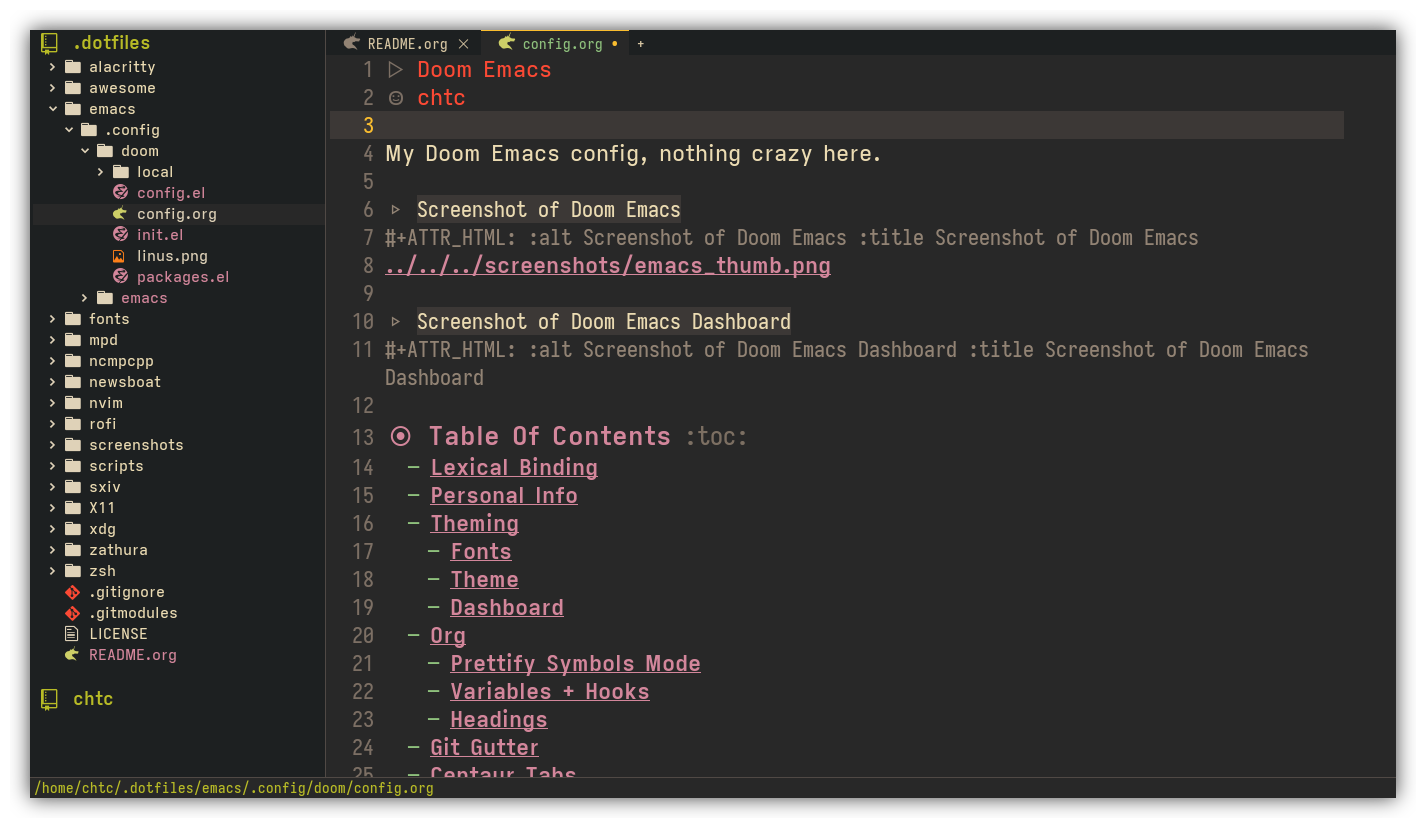 .dotfiles
alacritty
awesome
emacs
.config
doom
local
config.el
config.org
init.el
linus.png
packages.el
emacs
fonts
mpd
ncmpcpp
newsboat
nvim
rofi
screenshots
scripts
sxiv
X11
xdg
zathura
zsh
.gitignore
.gitmodules
LICENSE
README.org
chtc
README.org × config.org • +
1 Doom Emacs
2 chtc
3
4 My Doom Emacs config, nothing crazy here.
5
6 Screenshot of Doom Emacs
7 #+ATTR_HTML: :alt Screenshot of Doom Emacs :title Screenshot of Doom Emacs
8 ../../../screenshots/emacs_thumb.png
9
10 Screenshot of Doom Emacs Dashboard
11 #+ATTR_HTML: :alt Screenshot of Doom Emacs Dashboard :title Screenshot of Doom Emacs
Dashboard
12
13 Table Of Contents :toc:
14 - Lexical Binding
15 - Personal Info
16 - Theming
17 - Fonts
18 - Theme
19 - Dashboard
20 - Org
21 - Prettify Symbols Mode
22 - Variables + Hooks
23 - Headings
24 - Git Gutter
25 - Centaur Tabs
/home/chtc/.dotfiles/emacs/.config/doom/config.org